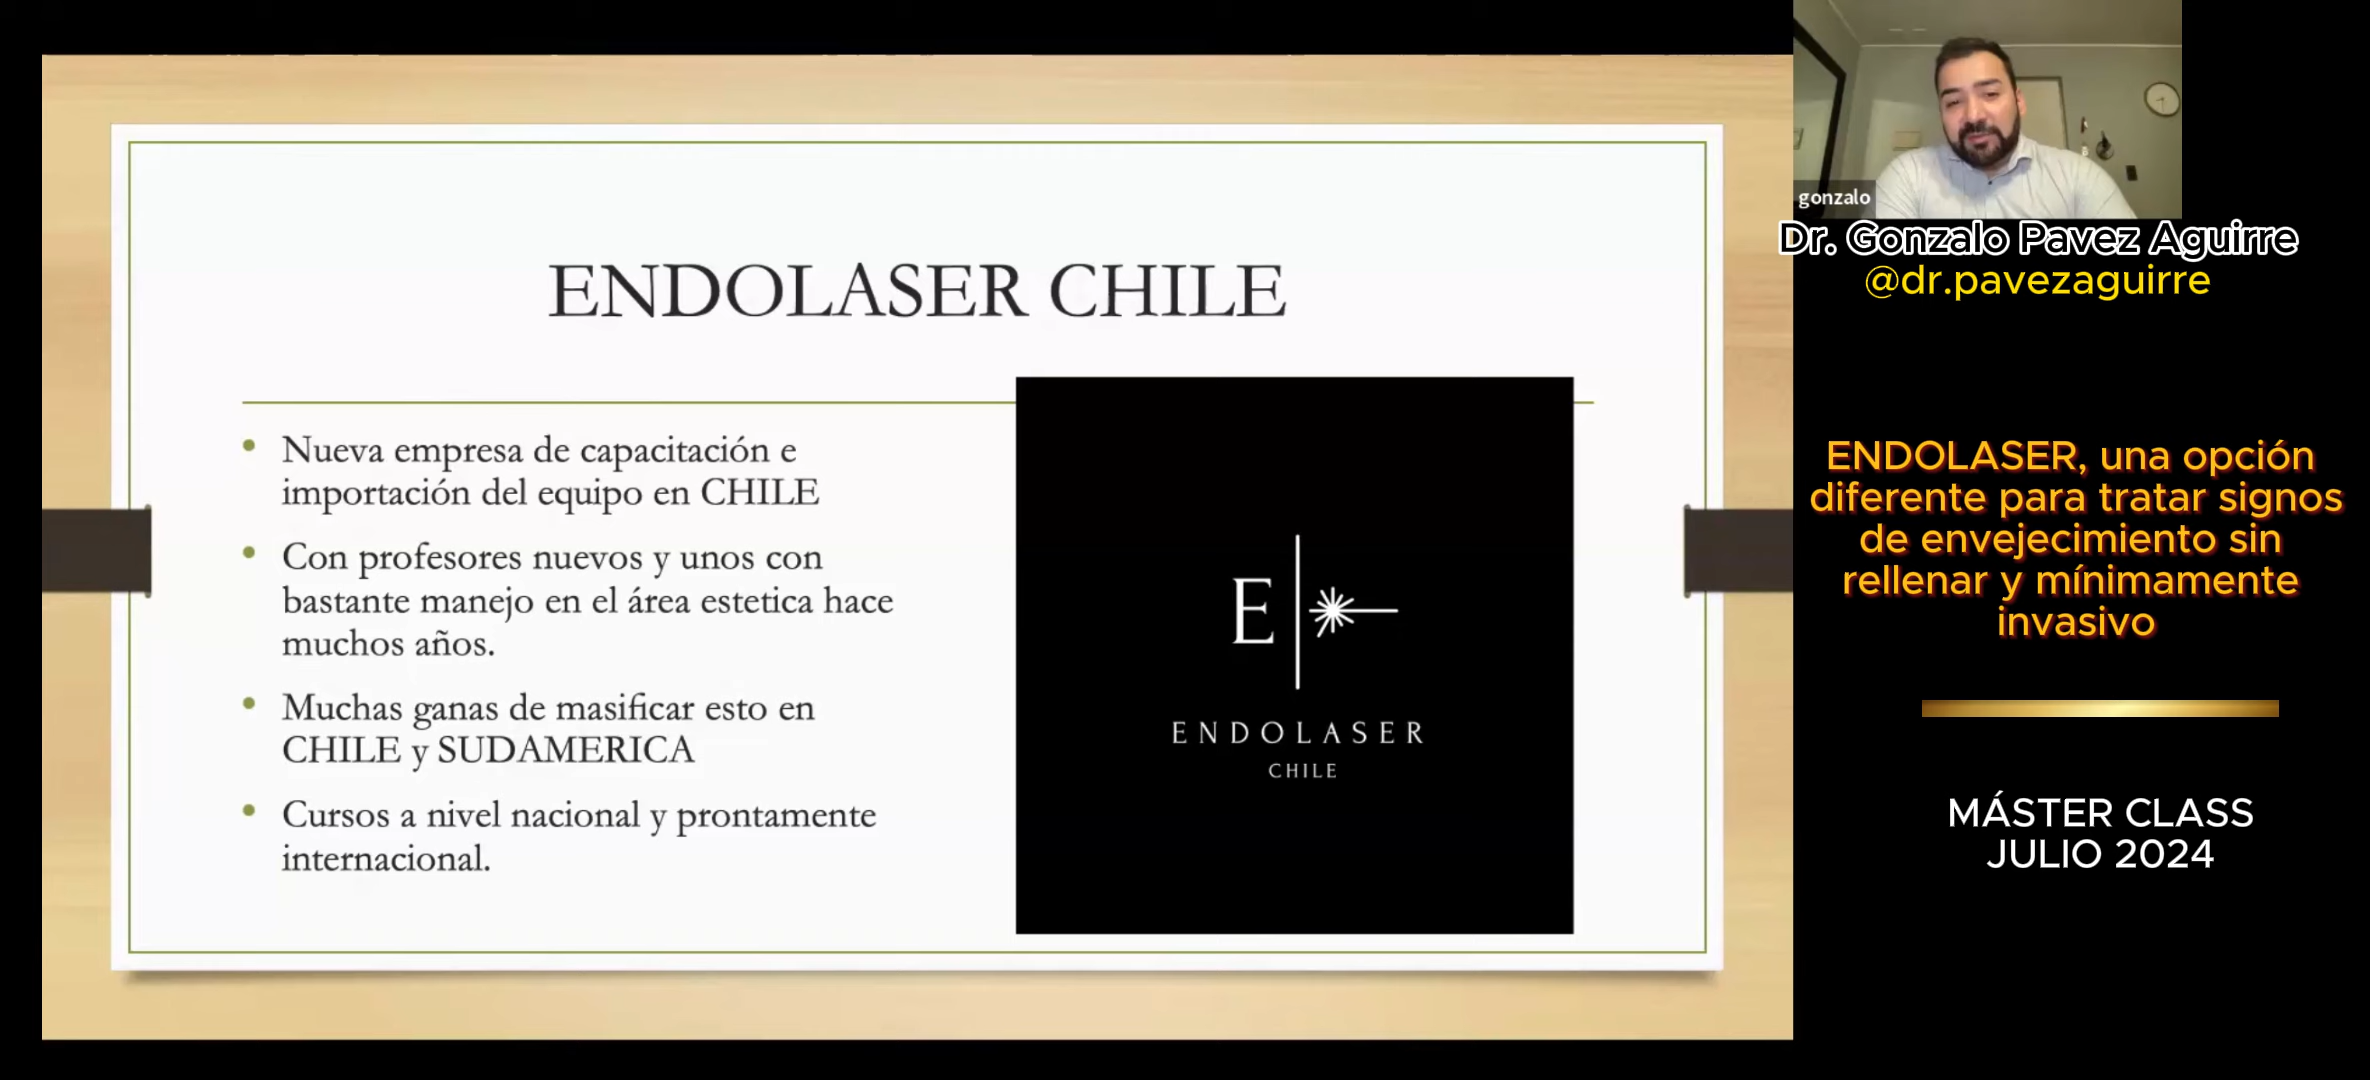 ENDOLASER CHILE
• Nueva empresa de capacitación e
importación del equipo en CHILE
• Con profesores nuevos y unos con
bastante manejo en el área estetica hace
muchos años.
• Muchas ganas de masificar esto en
CHILE y SUDAMERICA
• Cursos a nivel nacional y prontamente
internacional.
E
ENDOLASER
CHILE
gonzalo
Dr. Gonzalo Pavez Aguirre
@dr.pavezaguirre
ENDOLASER, una opción
diferente para tratar signos
de envejecimiento sin
rellenar y mínimamente
invasivo
MÁSTER CLASS
JULIO 2024